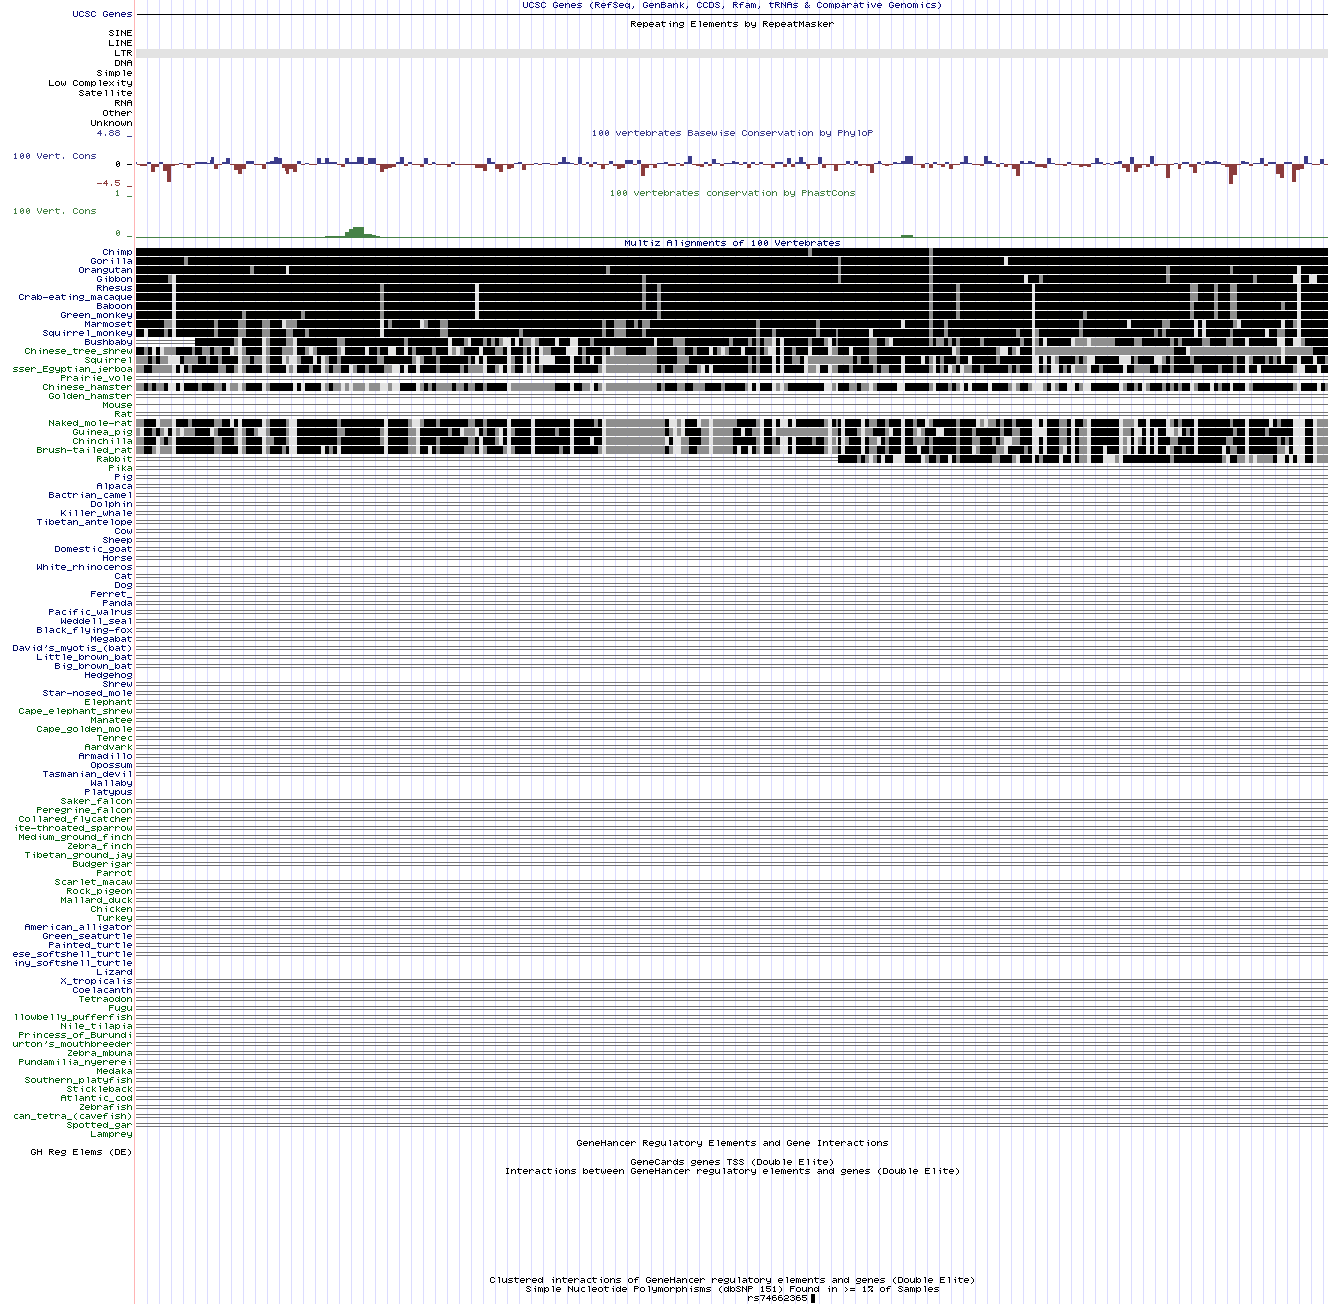 UCSC Genes (RefSeq, GenBank, CCDS, Rfam, tRNAs & Comparative Genomics)
UCSC Genes
Repeating Elements by RepeatMasker
SINE
LINE
LTR
DNA
Simple
Low Complexity
Satellite
RNA
Other
Unknown
4.88 _
100 vertebrates Basewise Conservation by PhyloP
100 Vert. Cons
0 _
-4.5 _
1 _
100 vertebrates conservation by PhastCons
100 Vert. Cons
0 _
Multiz Alignments of 100 Vertebrates
Chimp
Gorilla
Orangutan
Gibbon
Rhesus
Crab-eating_macaque
Baboon
Green_monkey
Marmoset
Squirrel_monkey
Bushbaby
Chinese_tree_shrew
Squirrel
sser_Egyptian_jerboa
Prairie_vole
Chinese_hamster
Golden_hamster
Mouse
Rat
Naked_mole-rat
Guinea_pig
Chinchilla
Brush-tailed_rat
Rabbit
Pika
Pig
Alpaca
Bactrian_camel
Dolphin
Killer_whale
Tibetan_antelope
Cow
Sheep
Domestic_goat
Horse
White_rhinoceros
Cat
Dog
Ferret_
Panda
Pacific_walrus
Weddell_seal
Black_flying-fox
Megabat
David's_myotis_(bat)
Little_brown_bat
Big_brown_bat
Hedgehog
Shrew
Star-nosed_mole
Elephant
Cape_elephant_shrew
Manatee
Cape_golden_mole
Tenrec
Aardvark
Armadillo
Opossum
Tasmanian_devil
Wallaby
Platypus
Saker_falcon
Peregrine_falcon
Collared_flycatcher
ite-throated_sparrow
Medium_ground_finch
Zebra_finch
Tibetan_ground_jay
Budgerigar
Parrot
Scarlet_macaw
Rock_pigeon
Mallard_duck
Chicken
Turkey
American_alligator
Green_seaturtle
Painted_turtle
ese_softshell_turtle
iny_softshell_turtle
Lizard
X_tropicalis
Coelacanth
Tetraodon
Fugu
llowbelly_pufferfish
Nile_tilapia
Princess_of_Burundi
urton's_mouthbreeder
Zebra_mbuna
Pundamilia_nyererei
Medaka
Southern_platyfish
Stickleback
Atlantic_cod
Zebrafish
can_tetra_(cavefish)
Spotted_gar
Lamprey
GeneHancer Regulatory Elements and Gene Interactions
GH Reg Elems (DE)
GeneCards genes TSS (Double Elite)
Interactions between GeneHancer regulatory elements and genes (Double Elite)
Clustered interactions of GeneHancer regulatory elements and genes (Double Elite)
Simple Nucleotide Polymorphisms (dbSNP 151) Found in >= 1% of Samples
rs74662365